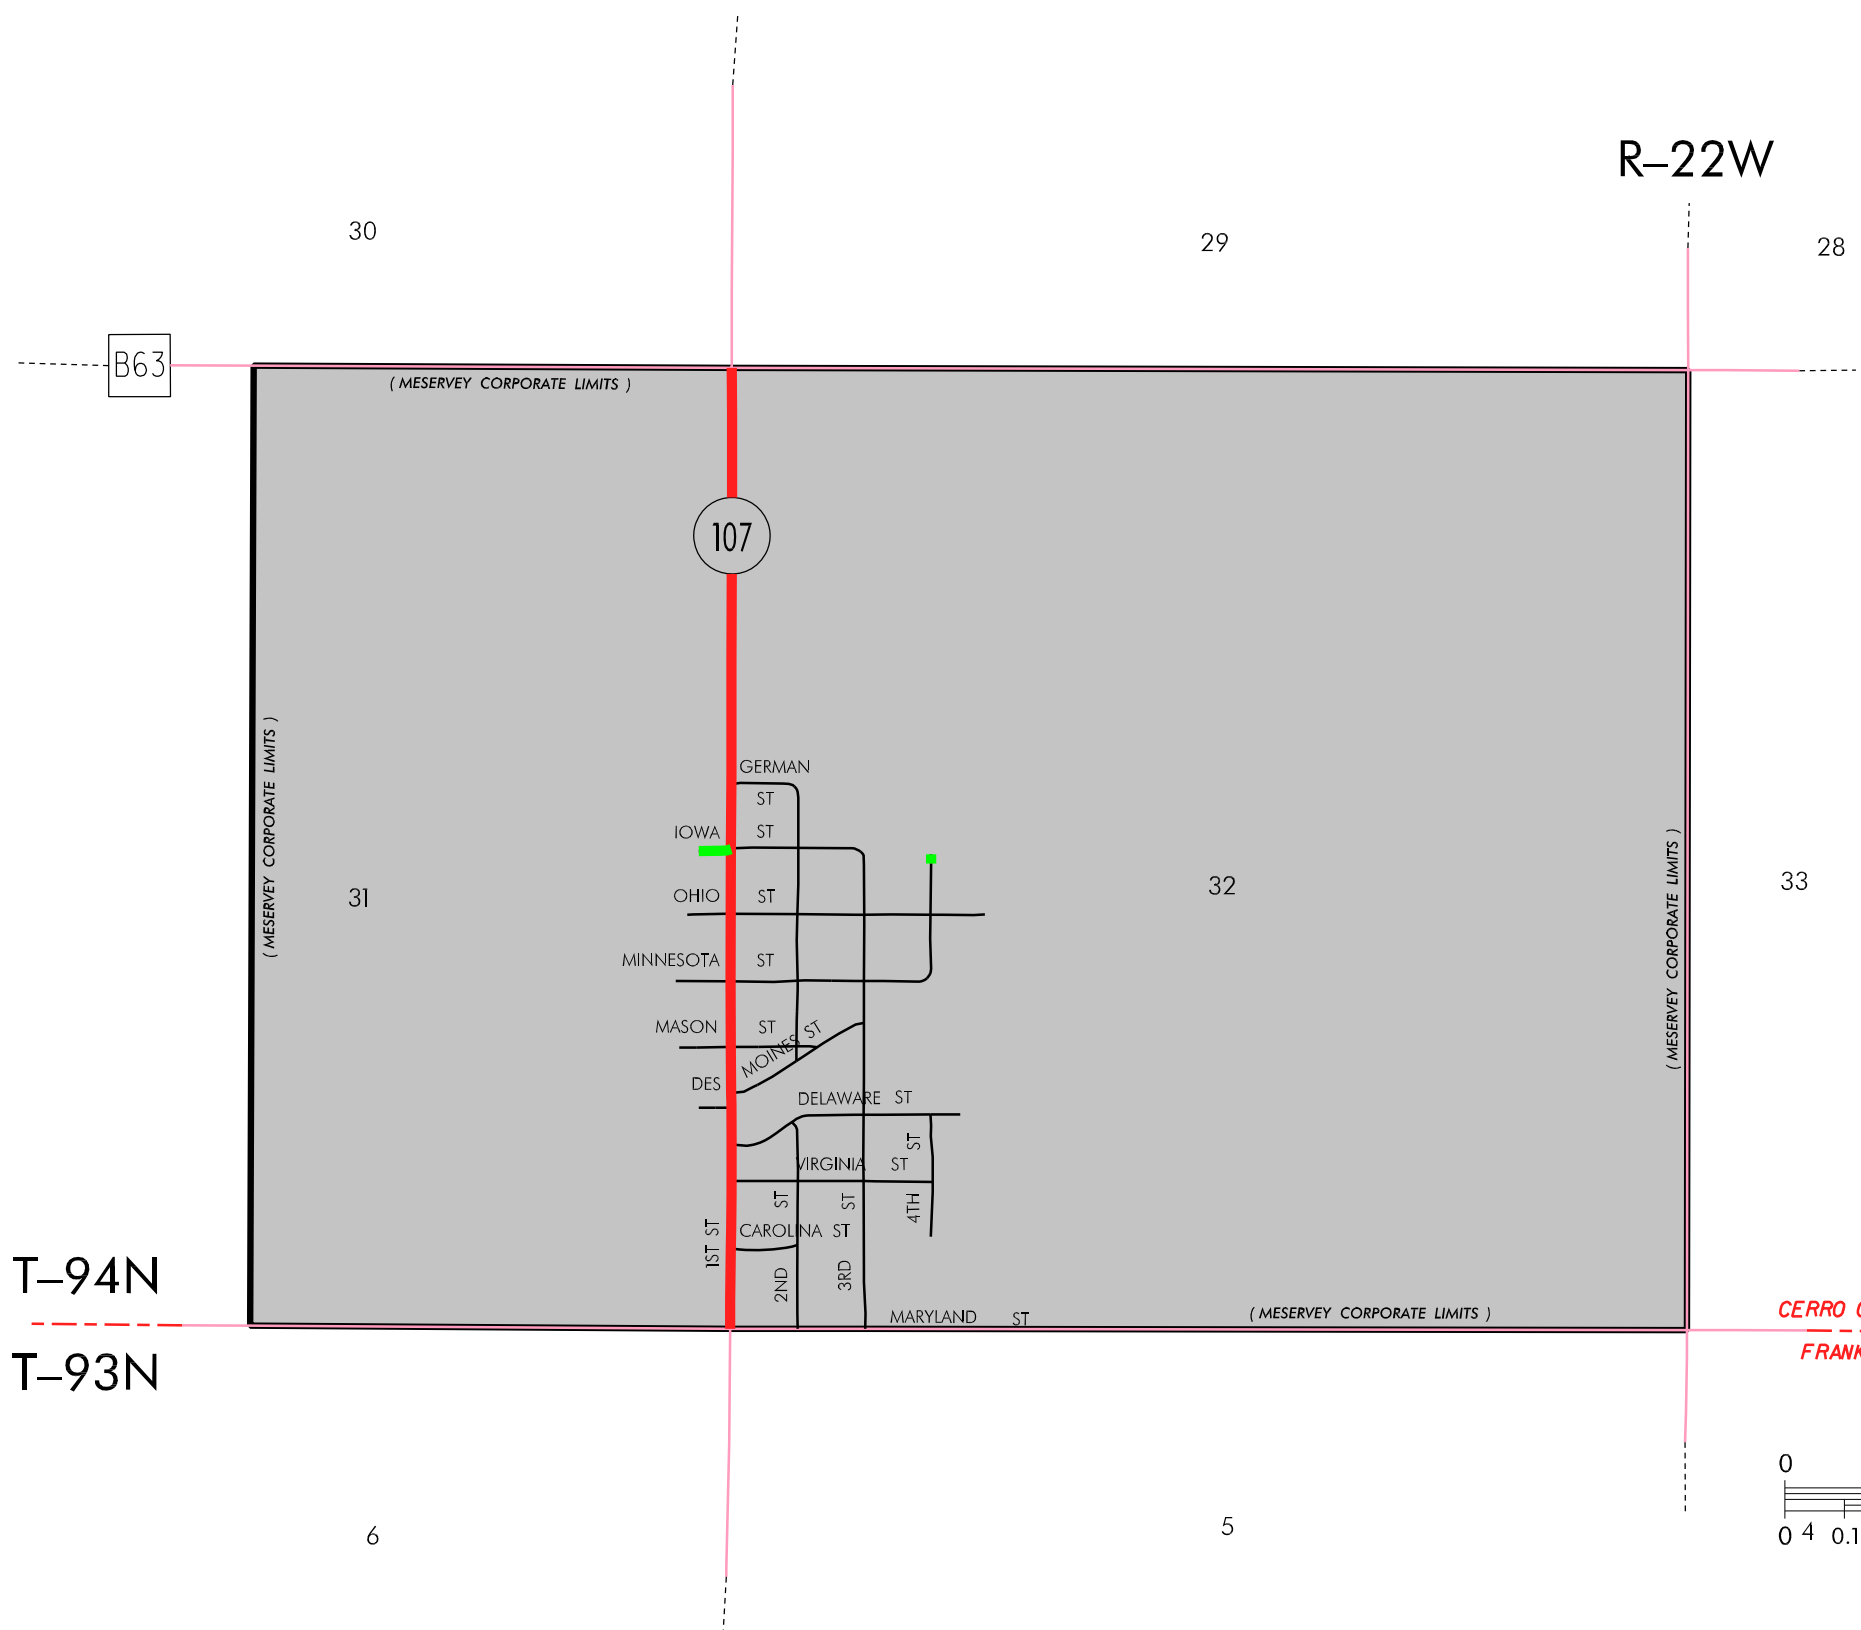 R–22W
30
29
28
B63
( MESERVEY CORPORATE LIMITS )
107
( MESERVEY CORPORATE LIMITS )
GERMAN
ST
IOWA ST
( MESERVEY CORPORATE LIMITS )
31
OHIO ST
32
33
MINNESOTA ST
MASON ST
DES MOINES ST
DELAWARE ST
VIRGINIA ST
4TH ST
1ST ST
CAROLINA ST
2ND ST
3RD ST
MARYLAND ST
( MESERVEY CORPORATE LIMITS )
T–94N
T–93N
CERRO
FRANK
6
5
0
0 4 0.1